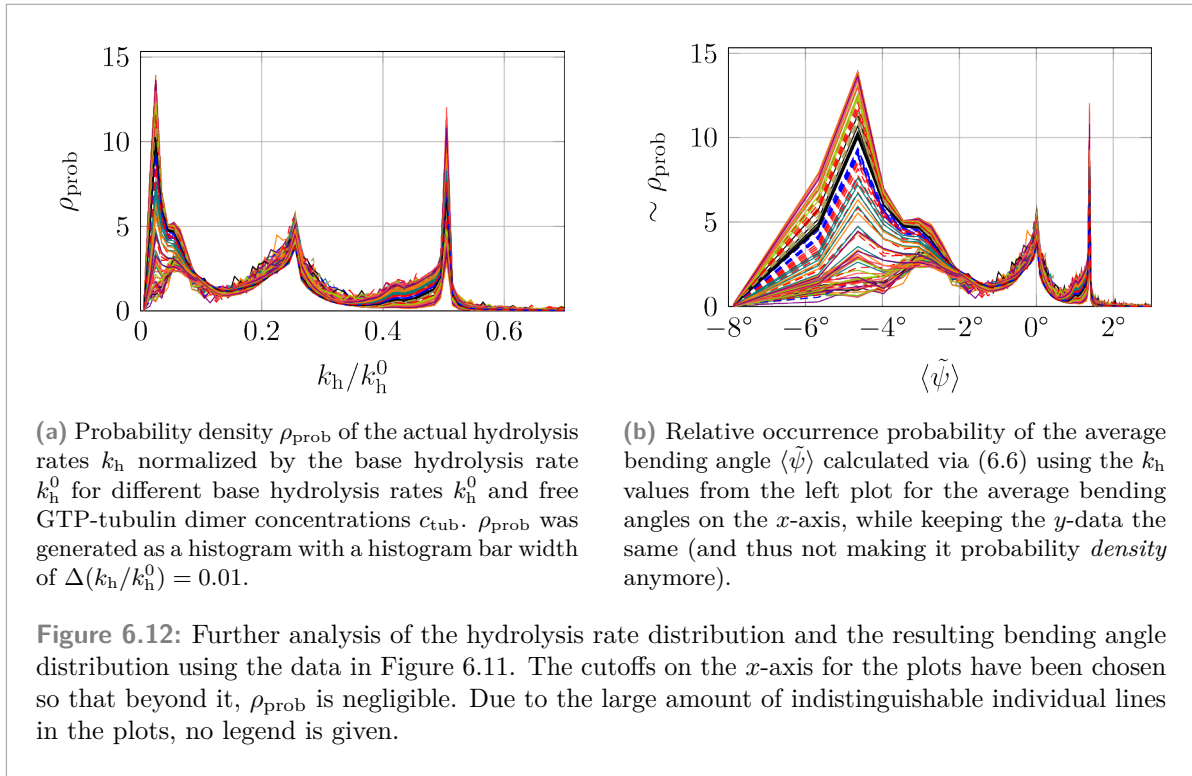 15
10
5
0
ρprob
0
0.2
0.4
0.6
kh/k0h
15
10
5
0
∼ ρprob
−8°
−6°
−4°
−2°
0°
2°
⟨ψ̃⟩
(a) Probability density ρprob of the actual hydrolysis
rates kh normalized by the base hydrolysis rate
k0h for different base hydrolysis rates k0h and free
GTP-tubulin dimer concentrations ctub. ρprob was
generated as a histogram with a histogram bar width
of Δ(kh/k0h) = 0.01.
(b) Relative occurrence probability of the average
bending angle ⟨ψ̃⟩ calculated via (6.6) using the kh
values from the left plot for the average bending
angles on the x-axis, while keeping the y-data the
same (and thus not making it probability density
anymore).
Figure 6.12: Further analysis of the hydrolysis rate distribution and the resulting bending angle
distribution using the data in Figure 6.11. The cutoffs on the x-axis for the plots have been chosen
so that beyond it, ρprob is negligible. Due to the large amount of indistinguishable individual lines
in the plots, no legend is given.